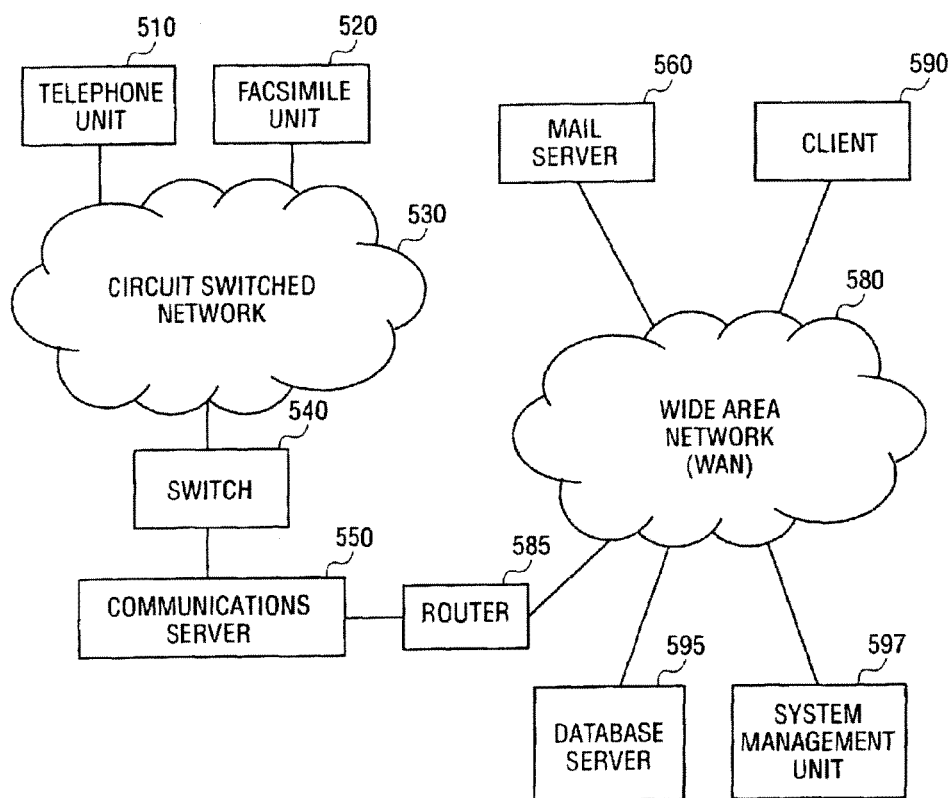 510
TELEPHONE
UNIT
520
FACSIMILE
UNIT
560
MAIL
SERVER
590
CLIENT
530
CIRCUIT SWITCHED
NETWORK
580
WIDE AREA
NETWORK
(WAN)
540
SWITCH
550
COMMUNICATIONS
SERVER
585
ROUTER
595
DATABASE
SERVER
597
SYSTEM
MANAGEMENT
UNIT